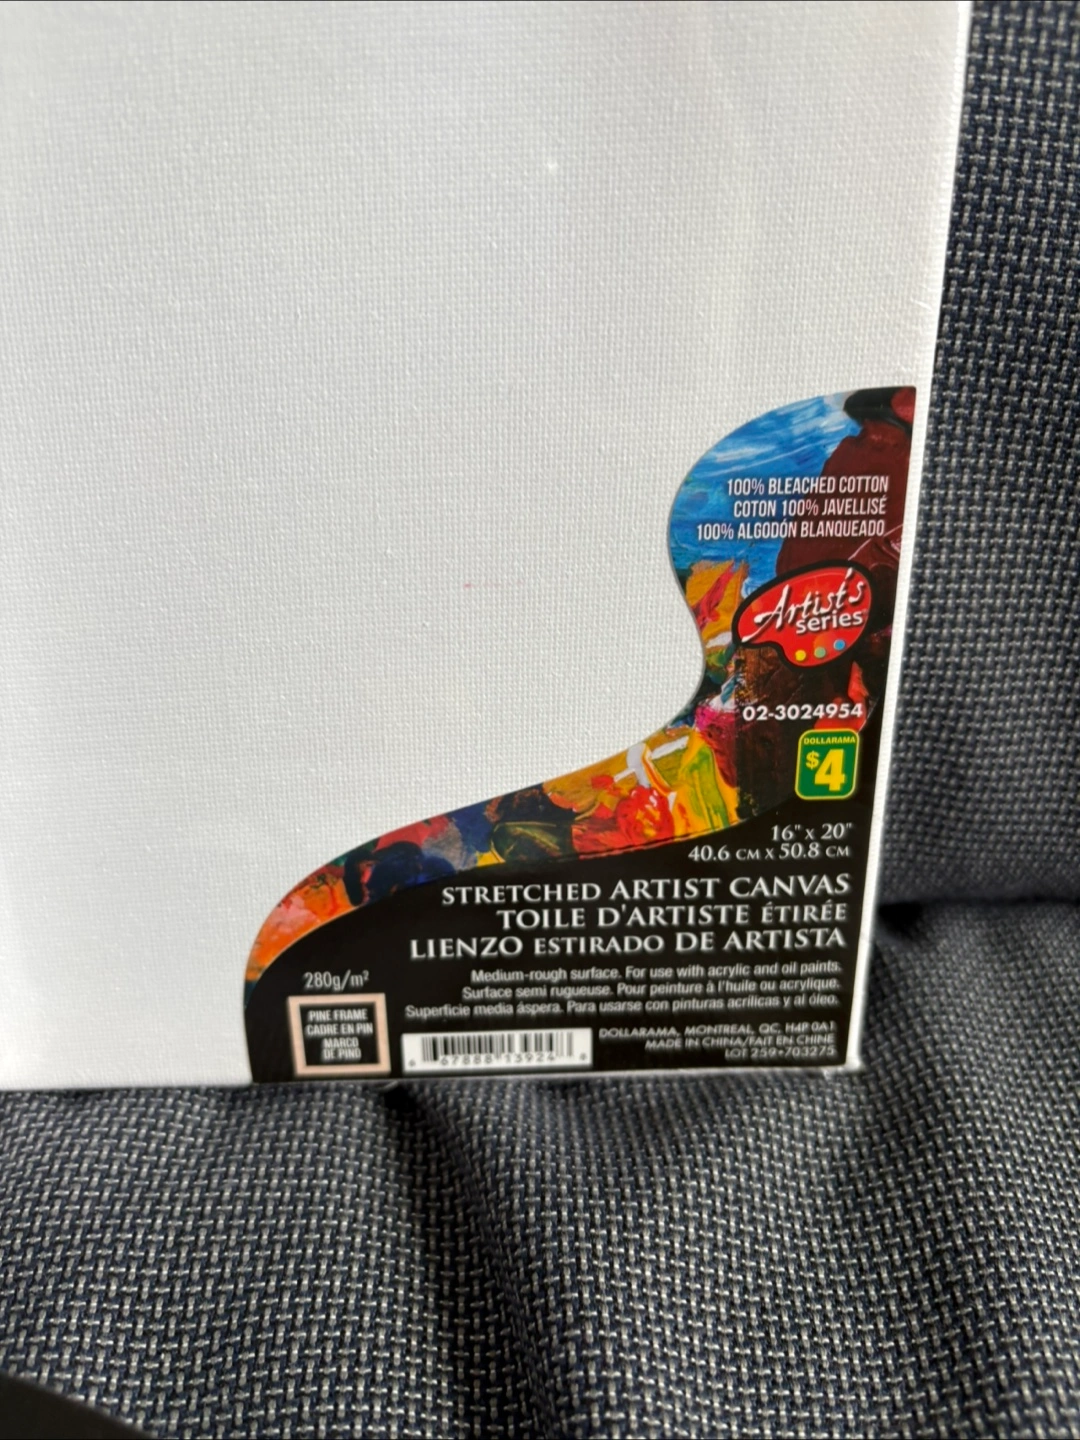 100% BLEACHED COTTON
COTON 100% JAVELLISÉ
100% ALGODÓN BLANQUEADO
Artist's
series
02-3024954
DOLLARAMA
$4
16" x 20"
40.6 CM X 50.8 CM
STRETCHED ARTIST CANVAS
TOILE D'ARTISTE ÉTIRÉE
LIENZO ESTIRADO DE ARTISTA
Medium-rough surface. For use with acrylic and oil paints.
Surface semi rugueuse. Pour peinture à l'huile ou acrylique.
Superficie media áspera. Para usarse con pinturas acrílicas y al óleo.
280g/m²
PINE FRAME
CADRE EN PIN
MARCO
DE PINO
6 67888 13924 8
DOLLARAMA, MONTREAL, QC, H4P 0A1
MADE IN CHINA/FAIT EN CHINE
LOT 259-703275